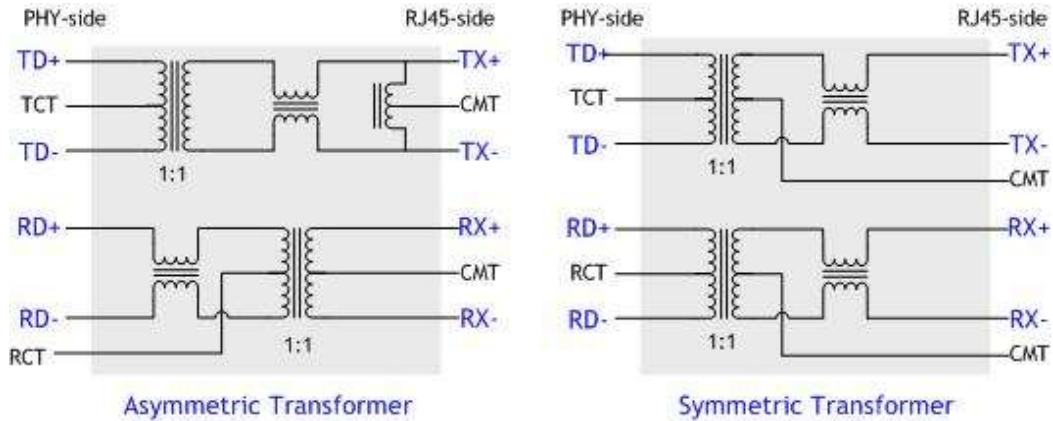 PHY-side
RJ45-side
TD+
TX+
TCT
CMT
TD-
TX-
1:1
RD+
RX+
CMT
RD-
RX-
RCT
1:1
Asymmetric Transformer
PHY-side
RJ45-side
TD+
TX+
TCT
TD-
TX-
1:1
CMT
RD+
RX+
RCT
RD-
RX-
1:1
CMT
Symmetric Transformer